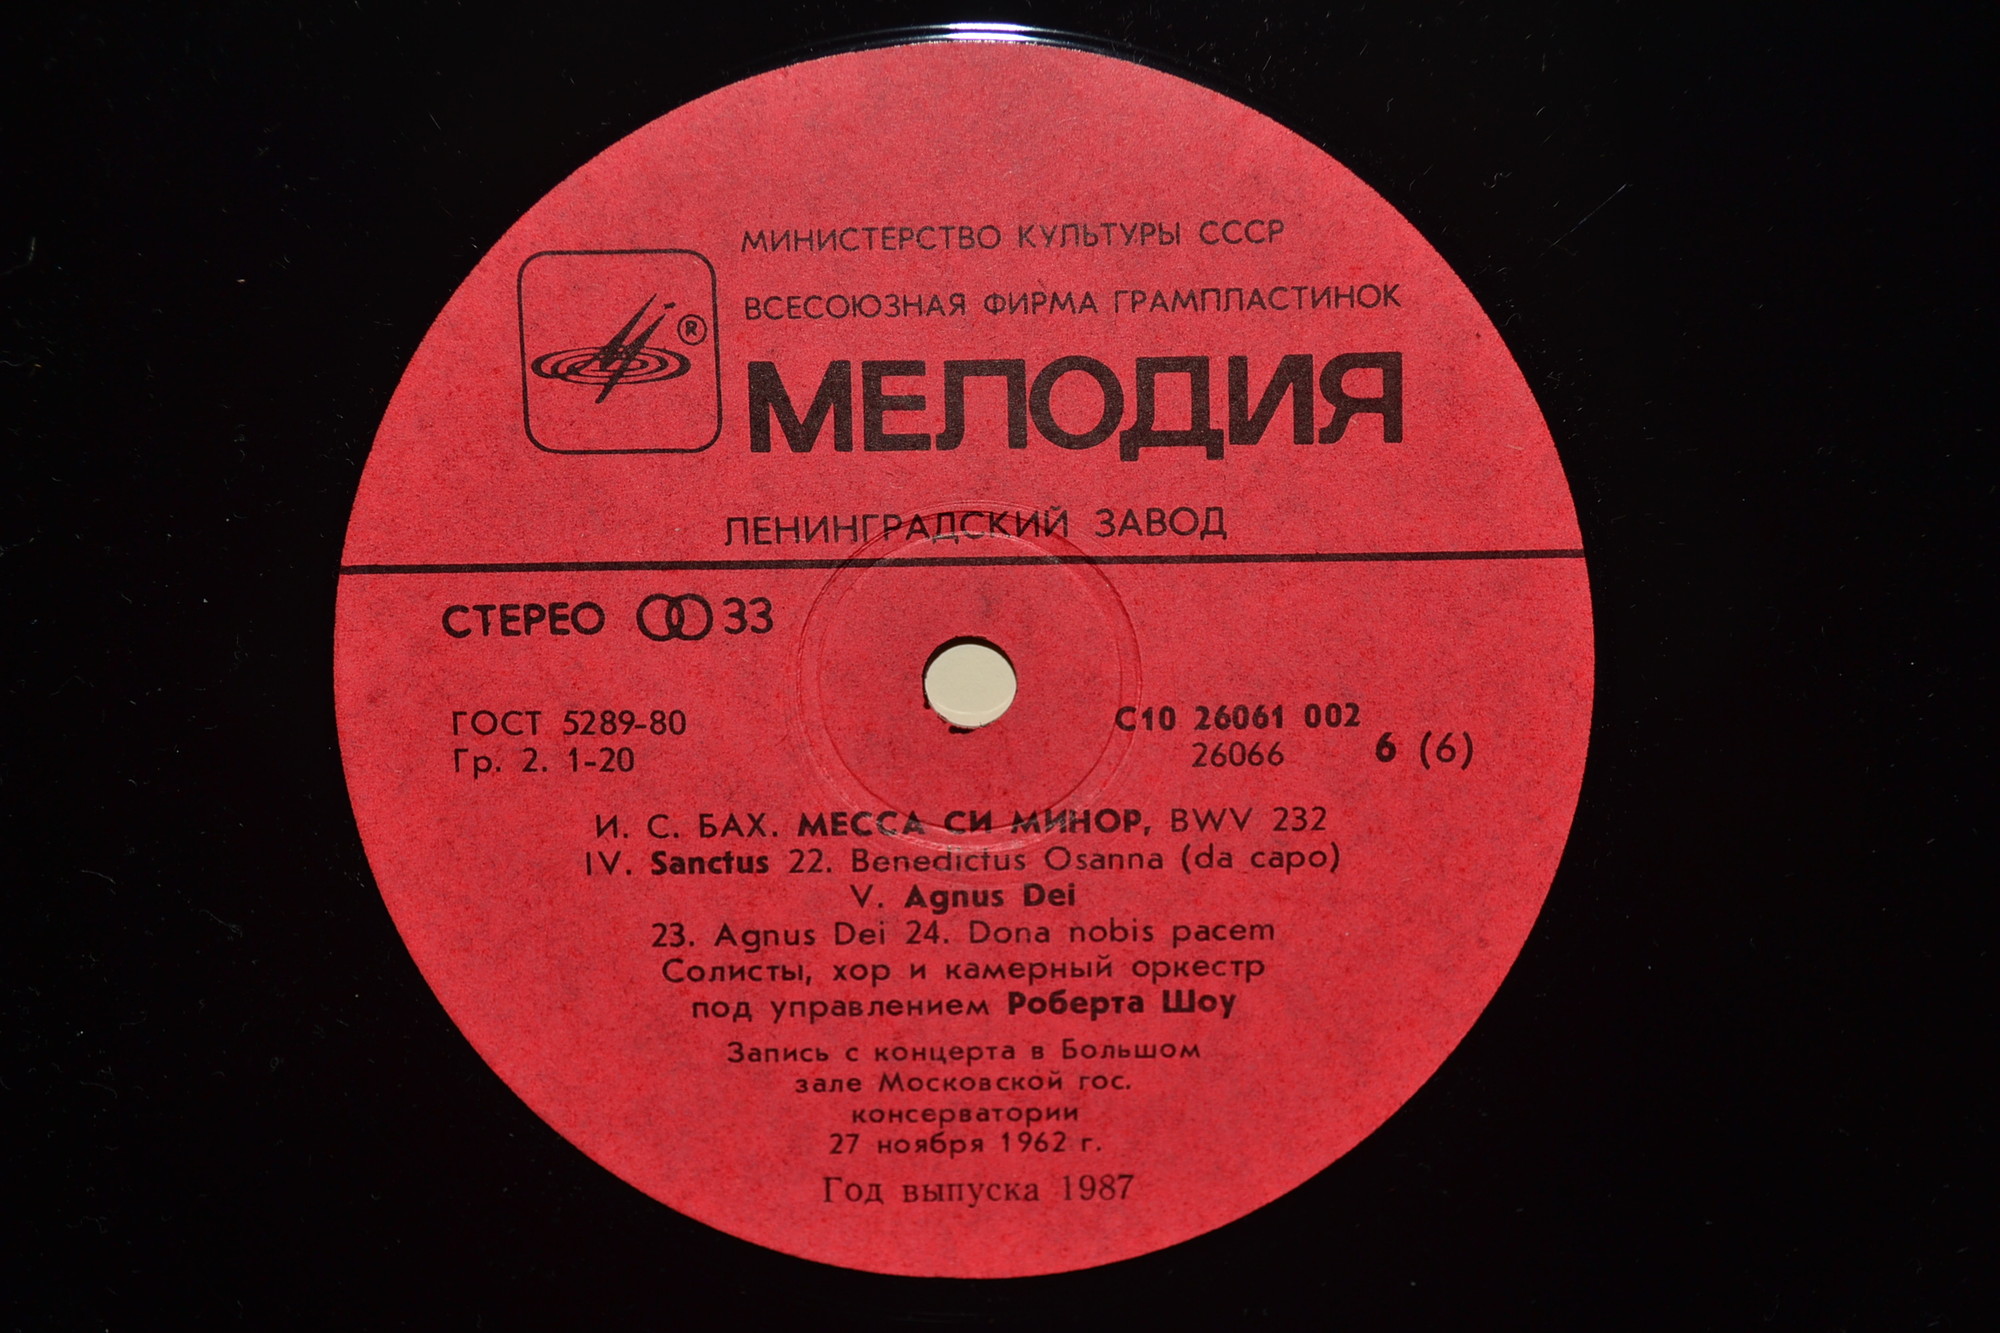 МИНИСТЕРСТВО КУЛЬТУРЫ СССР
ВСЕСОЮЗНАЯ ФИРМА ГРАМПЛАСТИНОК
®
МЕЛОДИЯ
ЛЕНИНГРАДСКИЙ ЗАВОД
СТЕРЕО 33
ГОСТ 5289-80
Гр. 2. 1-20
С10 26061 002
26066 6 (6)
И. С. БАХ. МЕССА СИ МИНОР, BWV 232
IV. Sanctus 22. Benedictus Osanna (da capo)
V. Agnus Dei
23. Agnus Dei 24. Dona nobis pacem
Солисты, хор и камерный оркестр
под управлением Роберта Шоу
Запись с концерта в Большом
зале Московской гос.
консерватории
27 ноября 1962 г.
Год выпуска 1987